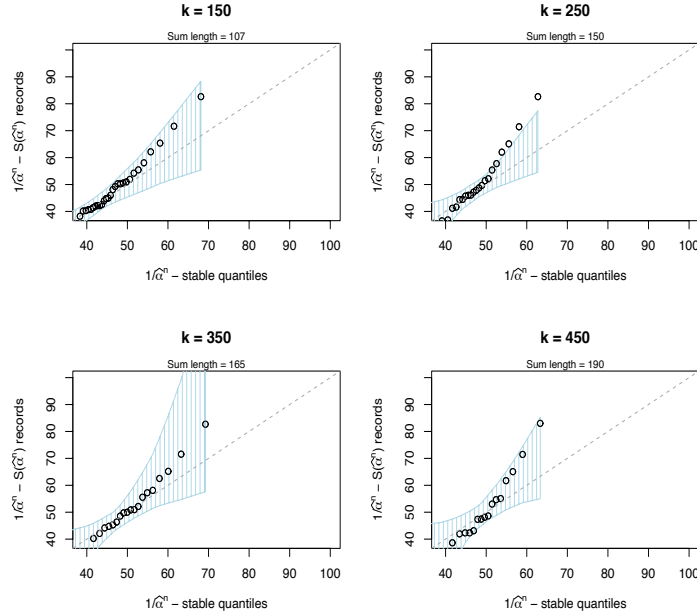 k = 150
Sum length = 107
1/α̂ⁿ − S(α̂ⁿ) records
40 50 60 70 80 90
40 50 60 70 80 90 100
1/α̂ⁿ − stable quantiles
k = 250
Sum length = 150
1/α̂ⁿ − S(α̂ⁿ) records
40 50 60 70 80 90
40 50 60 70 80 90 100
1/α̂ⁿ − stable quantiles
k = 350
Sum length = 165
1/α̂ⁿ − S(α̂ⁿ) records
40 50 60 70 80 90
40 50 60 70 80 90 100
1/α̂ⁿ − stable quantiles
k = 450
Sum length = 190
1/α̂ⁿ − S(α̂ⁿ) records
40 50 60 70 80 90
40 50 60 70 80 90 100
1/α̂ⁿ − stable quantiles